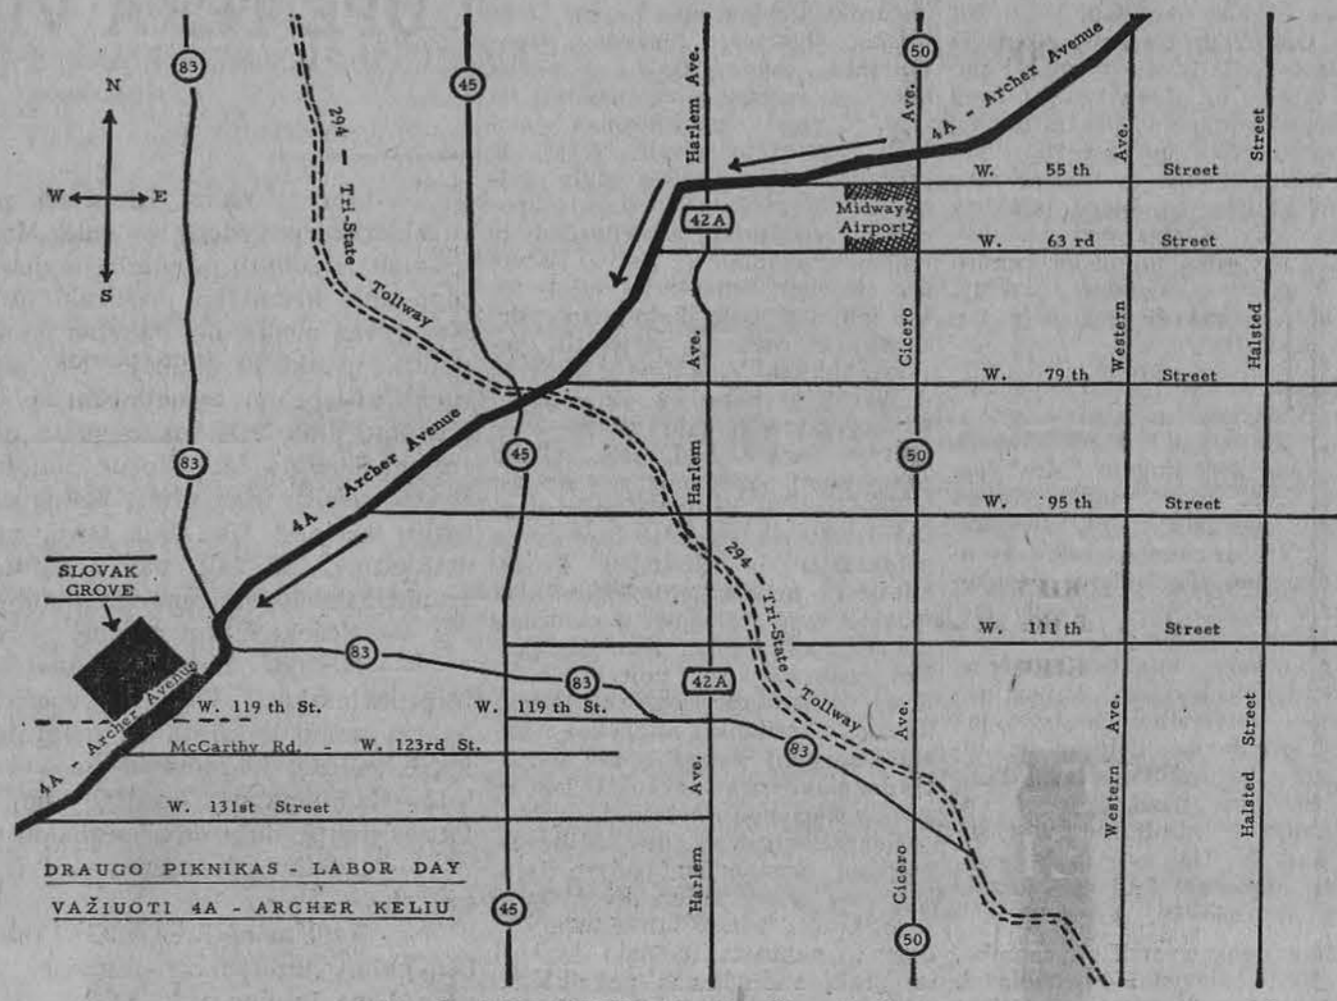 83
45
50
4A - Archer Avenue
N
W
E
S
294 - Tri-State Tollway
Harlem Ave.
Ave.
Ave.
Street
W. 55 th Street
42A
Midway
Airport
W. 63 rd Street
Ave.
Cicero
Western
Halsted
W. 79 th Street
4A - Archer Avenue
83
45
Harlem
50
W. 95 th Street
294 - Tri-State Tollway
SLOVAK
GROVE
83
W. 111 th Street
83
42A
4A - Archer Avenue
W. 119 th St.
W. 119 th St.
83
Ave.
Ave.
Street
McCarthy Rd. - W. 123rd St.
Ave.
Western
Halsted
W. 131st Street
DRAUGO PIKNIKAS - LABOR DAY
VAŽIUOTI 4A - ARCHER KELIU
45
Harlem
Cicero
50